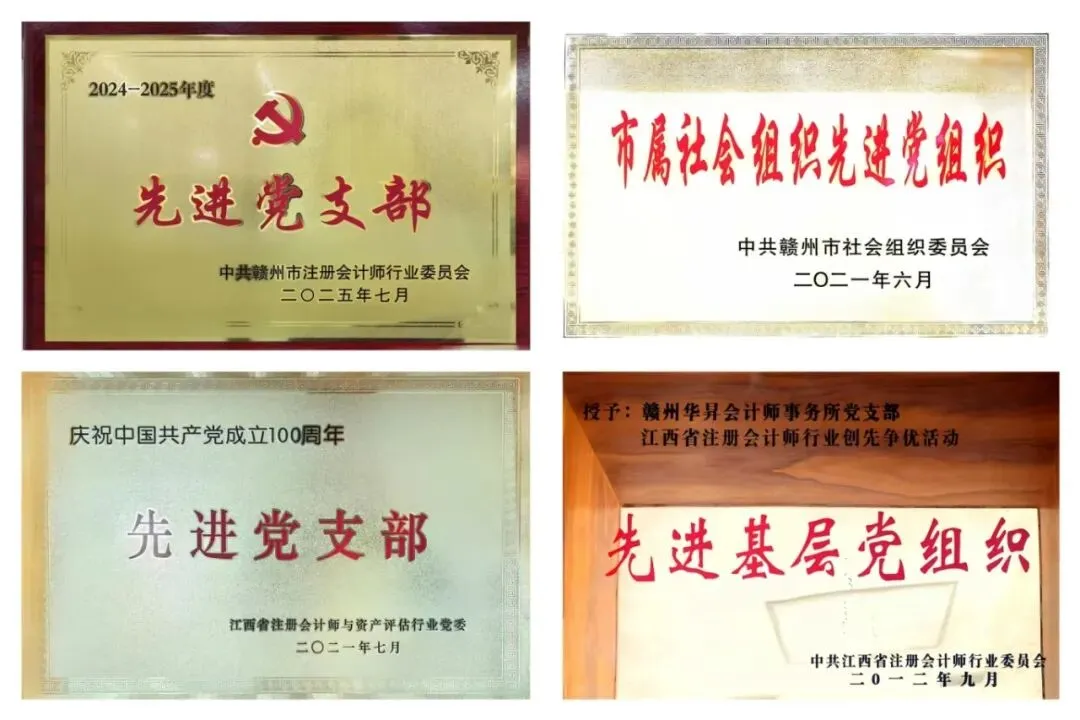 2024-2025年度
先进党支部
中共赣州市注册会计师行业委员会
二〇二五年七月
市属社会组织先进党组织
中共赣州市社会组织委员会
二〇二一年六月
庆祝中国共产党成立100周年
先进党支部
江西省注册会计师与资产评估行业党委
二〇二一年七月
授予：赣州华昇会计师事务所党支部
江西省注册会计师行业创先争优活动
先进基层党组织
中共江西省注册会计师行业委员会
二0一二年九月